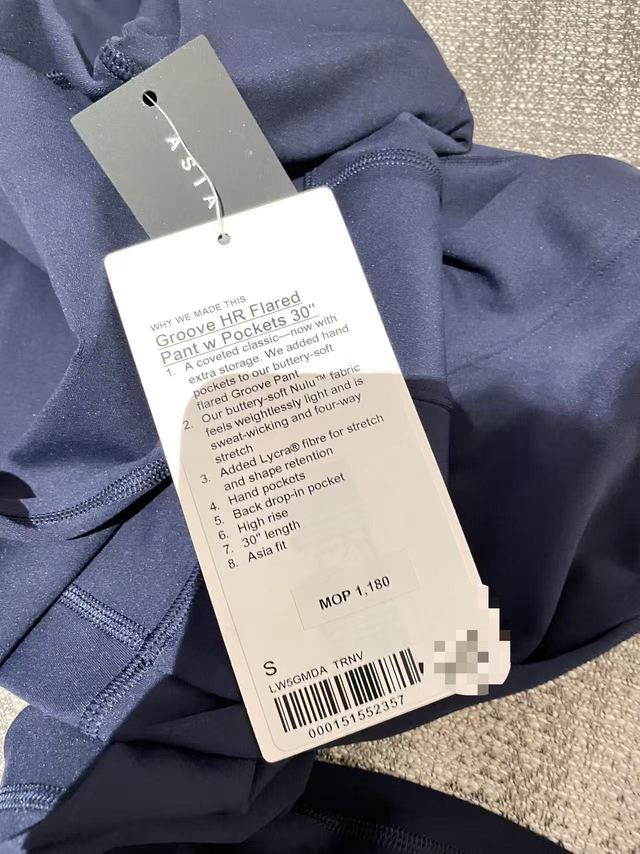 ASIA
WHY WE MADE THIS
Groove HR Flared
Pant w Pockets 30"
1. A coveted classic—now with
extra storage. We added hand
pockets to our buttery-soft
flared Groove Pant
2. Our buttery-soft Nulu™ fabric
feels weightlessly light and is
sweat-wicking and four-way
stretch
3. Added Lycra® fibre for stretch
and shape retention
4. Hand pockets
5. Back drop-in pocket
6. High rise
7. 30" length
8. Asia fit
MOP 1,180
S
LW5GMDA TRNV
000151552357